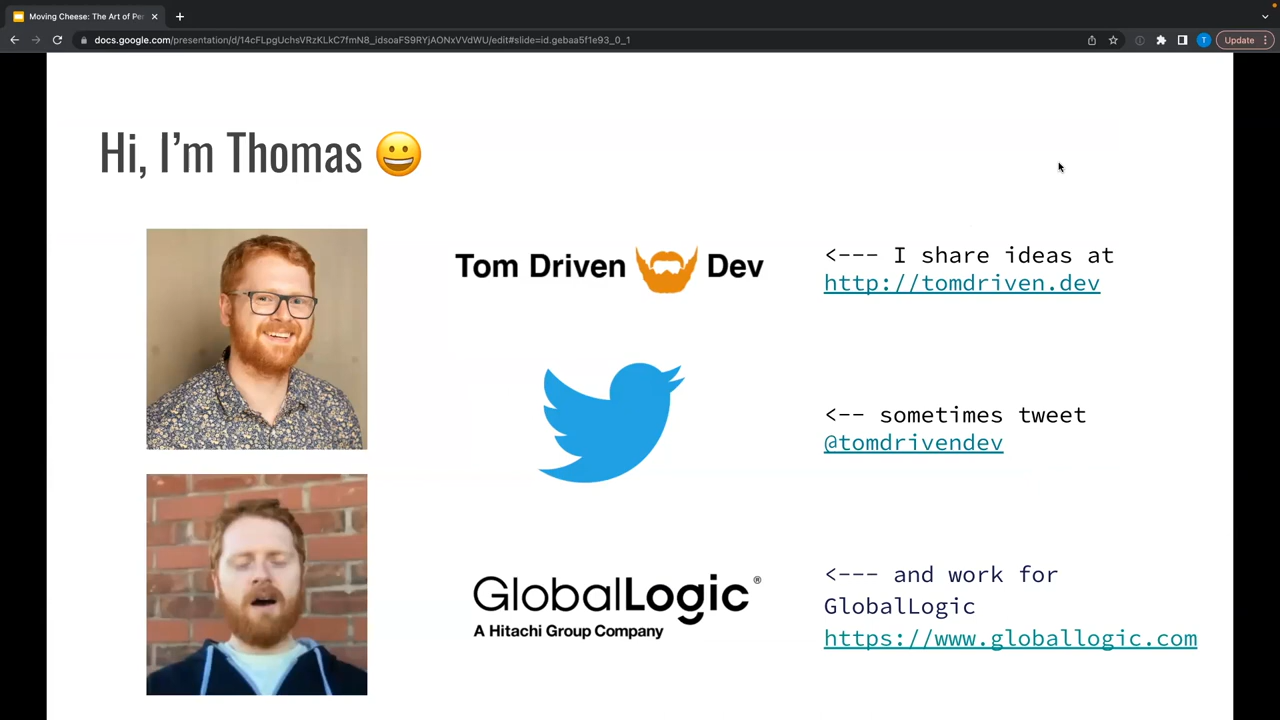 Moving Cheese: The Art of Per
docs.google.com/presentation/d/14cFLpgUchsVRzKLkC7fmN8_idsoaFS9RYjAONxVVdWU/edit#slide=id.gebaa5f1e93_0_1
T
Update
Hi, I'm Thomas 😀
Tom Driven Dev
<--- I share ideas at
http://tomdriven.dev
<-- sometimes tweet
@tomdrivendev
GlobalLogic®
A Hitachi Group Company
<--- and work for
GlobalLogic
https://www.globallogic.com